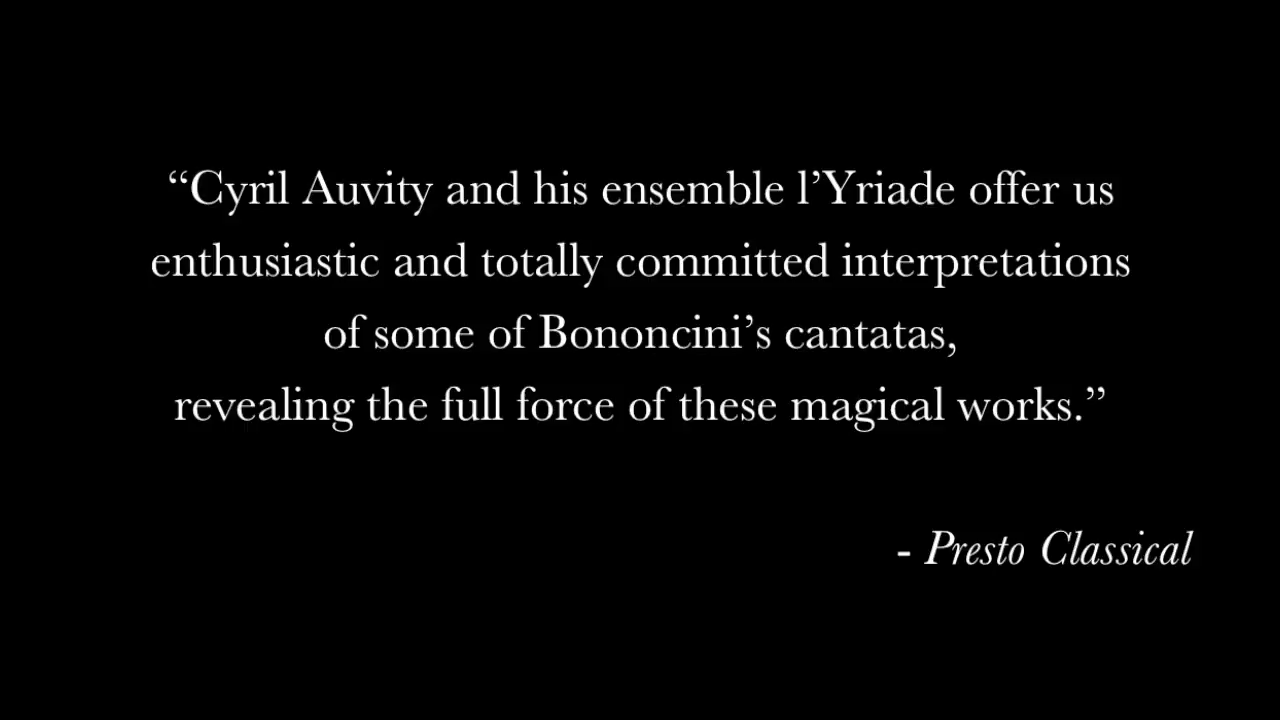 “Cyril Auvity and his ensemble l’Yriade offer us
enthusiastic and totally committed interpretations
of some of Bononcini’s cantatas,
revealing the full force of these magical works.”
- Presto Classical